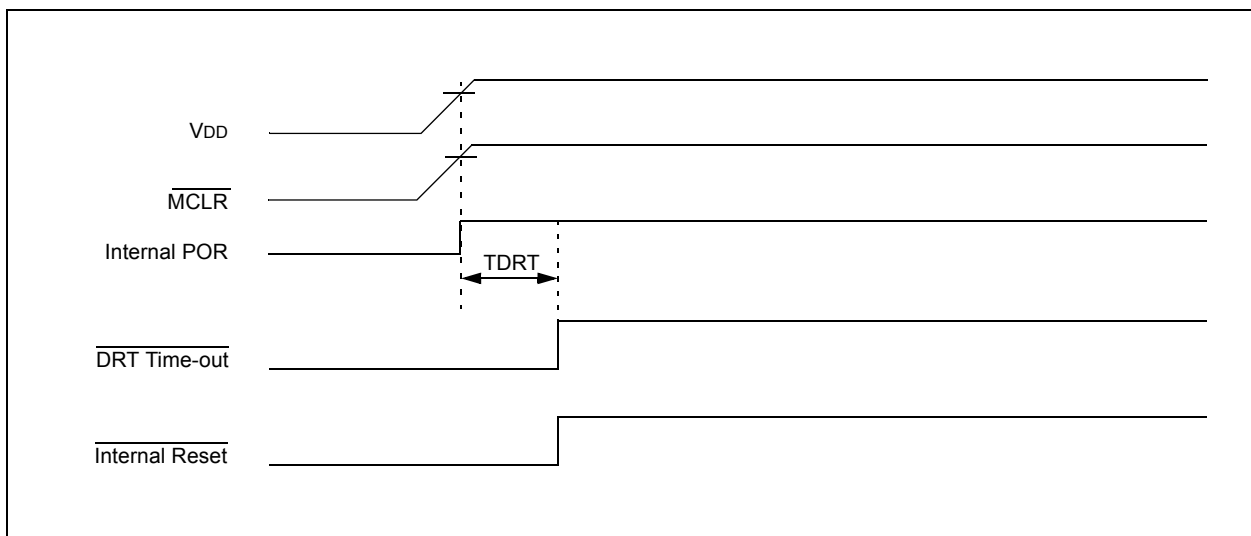 VDD
MCLR
Internal POR
TDRT
DRT Time-out
Internal Reset